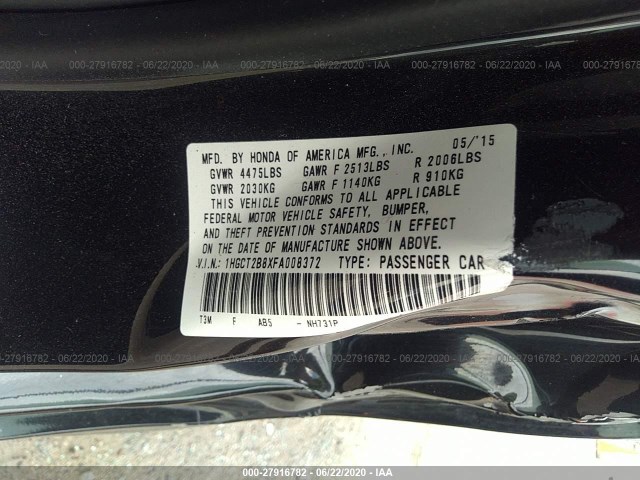 000-27916782 - 06/22/2020 - IAA
MFD. BY HONDA OF AMERICA MFG., INC. 05/'15
GVWR 4475LBS GAWR F 2513LBS R 2006LBS
GVWR 2030KG GAWR F 1140KG R 910KG
THIS VEHICLE CONFORMS TO ALL APPLICABLE
FEDERAL MOTOR VEHICLE SAFETY, BUMPER,
AND THEFT PREVENTION STANDARDS IN EFFECT
ON THE DATE OF MANUFACTURE SHOWN ABOVE.
V.I.N.: 1HGCT2B8XFA008372 TYPE: PASSENGER CAR
T3M F AB5 - NH731P
000-27916782 - 06/22/2020 - IAA